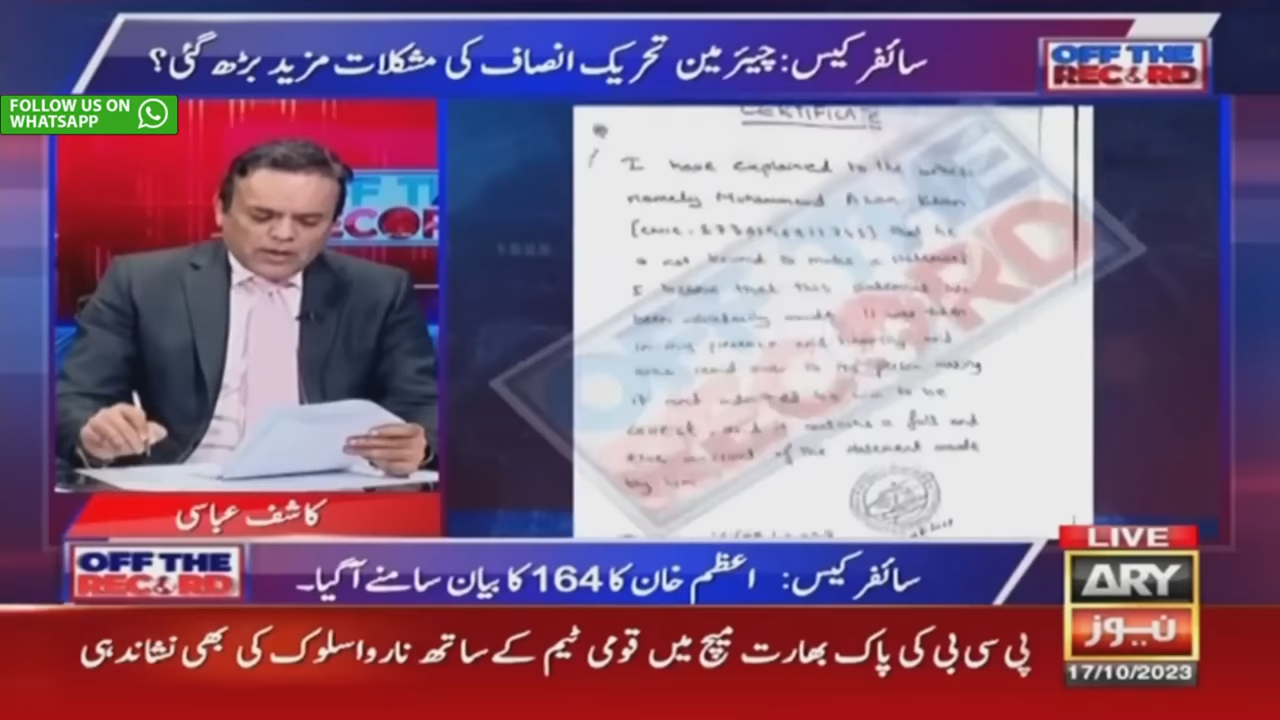 سائفر کیس: چیئرمین تحریک انصاف کی مشکلات مزید بڑھ گئی؟
OFF THE
RECORD
FOLLOW US ON
WHATSAPP
CERTIFICATE
I have explained to the
namely Muhammad Azam Khan
that he
is not bound to make a statement
I believe that this statement has
been voluntarily made. It was taken
in my presence and hearing and
was read over to the person making
it and admitted by him to be
correct, and it contains a full and
true account of the statement made
by him
OFF THE
RECORD
کاشف عباسی
OFF THE
RECORD
سائفر کیس: اعظم خان کا 164 کا بیان سامنے آگیا۔
LIVE
ARY
نیوز
17/10/2023
پی سی بی کی پاک بھارت میچ میں قومی ٹیم کے ساتھ ناروا سلوک کی بھی نشاندہی